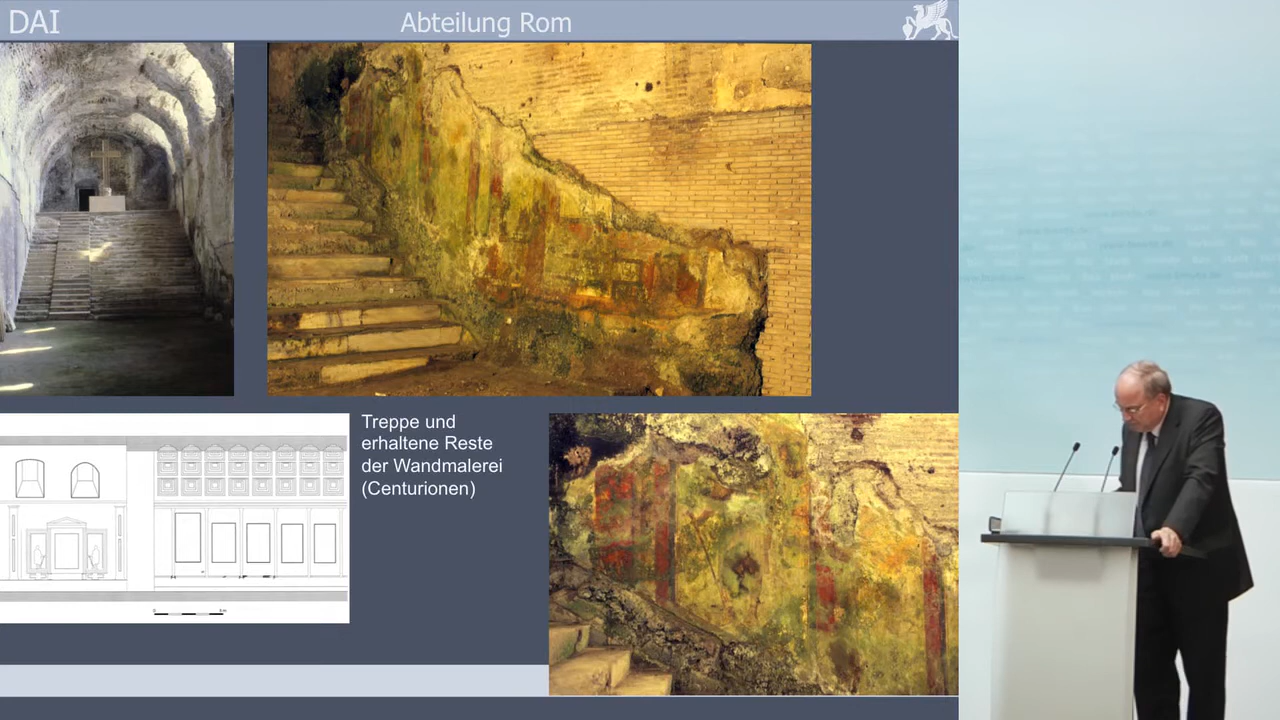 DAI
Abteilung Rom
Treppe und
erhaltene Reste
der Wandmalerei
(Centurionen)